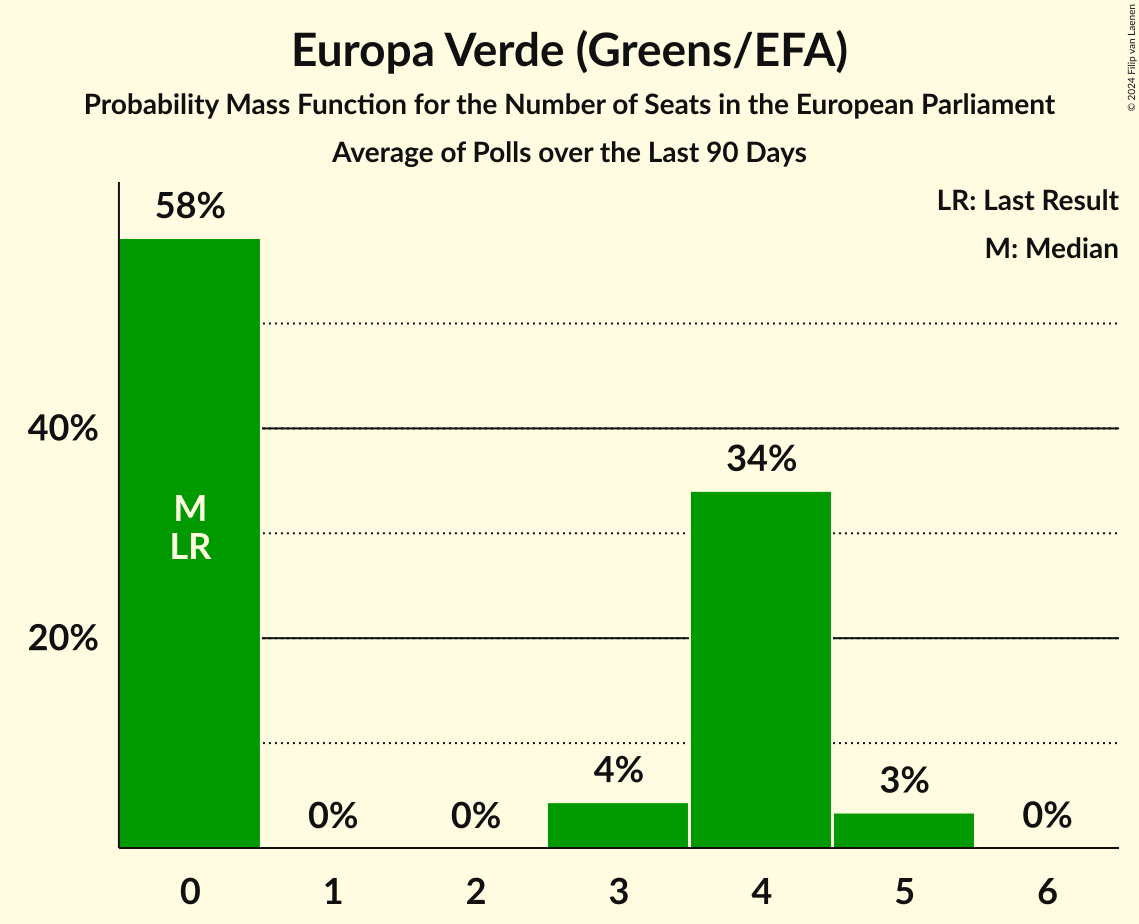 Europa Verde (Greens/EFA)
Probability Mass Function for the Number of Seats in the European Parliament
Average of Polls over the Last 90 Days
© 2024 Filip van Laenen
LR: Last Result
M: Median
58%
40%
34%
M
LR
20%
4%
3%
0%
0%
0%
0
1
2
3
4
5
6